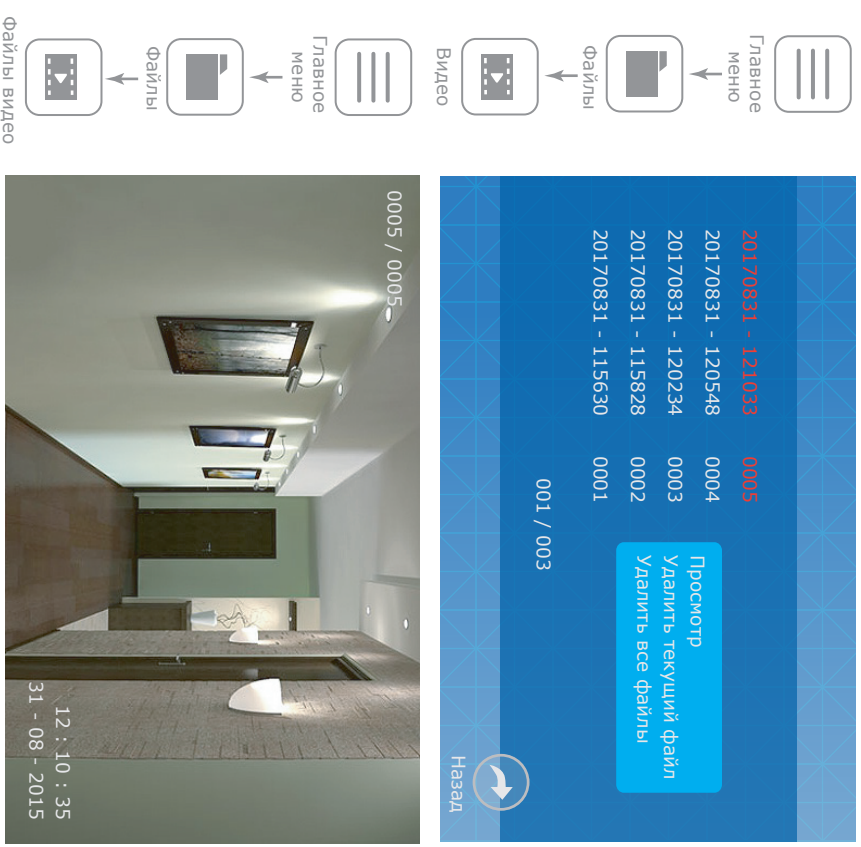 Главное
меню
Файлы
Видео
20170831 - 121033 0005
20170831 - 120548 0004
20170831 - 120234 0003
20170831 - 115828 0002
20170831 - 115630 0001
001 / 003
Просмотр
Удалить текущий файл
Удалить все файлы
Назад
Главное
меню
Файлы
Файлы видео
0005 / 0005
12 : 10 : 35
31 - 08 - 2015